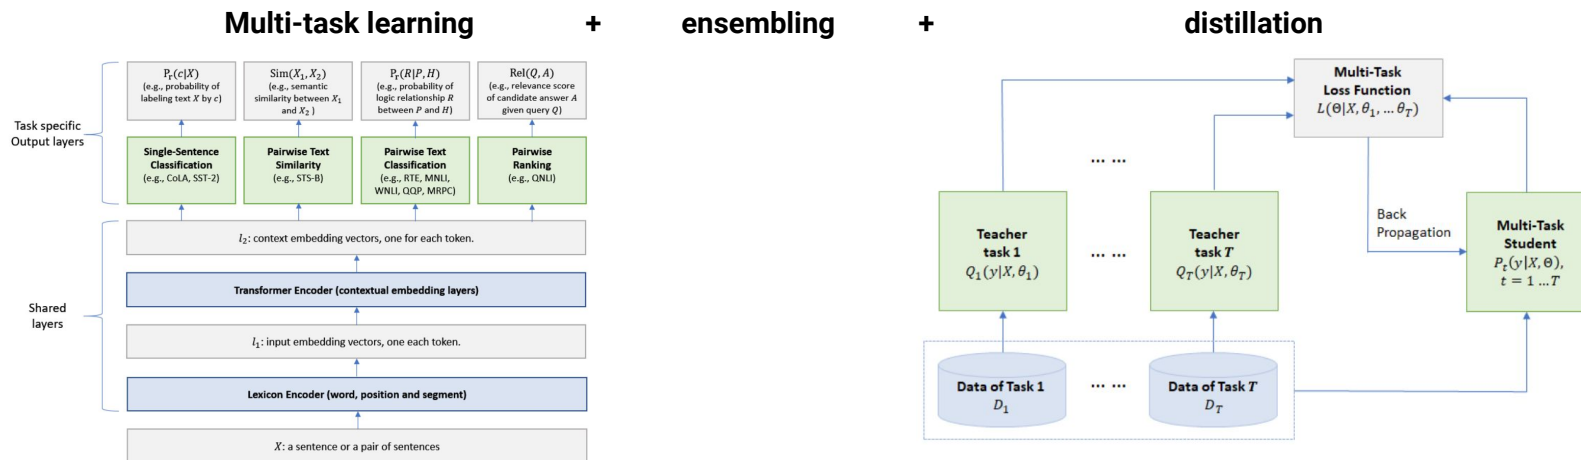 Multi-task learning + ensembling + distillation
Task specific
Output layers
Pᵣ(c|X)
(e.g., probability of
labeling text X by c)
Sim(X₁, X₂)
(e.g., semantic
similarity between X₁
and X₂ )
Pᵣ(R|P, H)
(e.g., probability of
logic relationship R
between P and H)
Rel(Q, A)
(e.g., relevance score
of candidate answer A
given query Q)
Single-Sentence
Classification
(e.g., CoLA, SST-2)
Pairwise Text
Similarity
(e.g., STS-B)
Pairwise Text
Classification
(e.g., RTE, MNLI,
WNLI, QQP, MRPC)
Pairwise
Ranking
(e.g., QNLI)
Shared
layers
l₂: context embedding vectors, one for each token.
Transformer Encoder (contextual embedding layers)
l₁: input embedding vectors, one each token.
Lexicon Encoder (word, position and segment)
X: a sentence or a pair of sentences
Multi-Task
Loss Function
L(Θ|X, θ₁, … θ_T)
... ...
Teacher
task 1
Q₁(y|X, θ₁)
... ...
Teacher
task T
Q_T(y|X, θ_T)
Back
Propagation
Multi-Task
Student
P_t(y|X, Θ),
t = 1 … T
Data of Task 1
D₁
... ...
Data of Task T
D_T